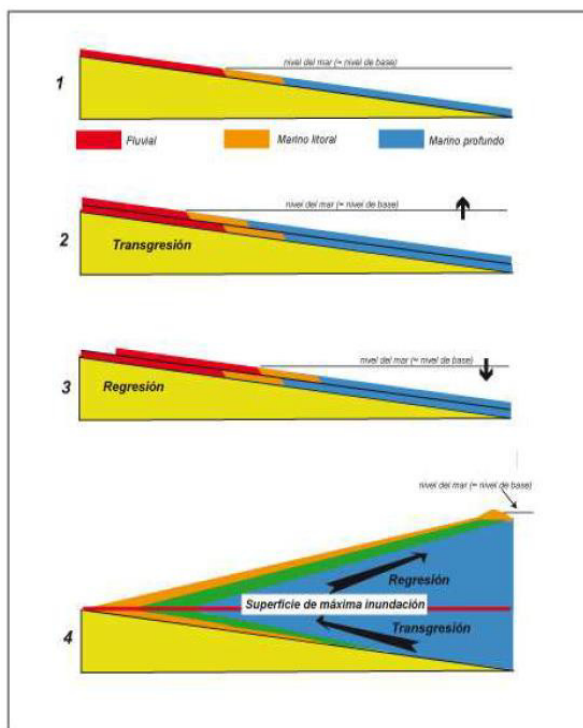 1
nivel del mar (= nivel de base)
Fluvial
Marino litoral
Marino profundo
2
nivel del mar (= nivel de base)
Transgresión
3
nivel del mar (= nivel de base)
Regresión
nivel del mar (= nivel de base)
Regresión
Superficie de máxima inundación
Transgresión
4